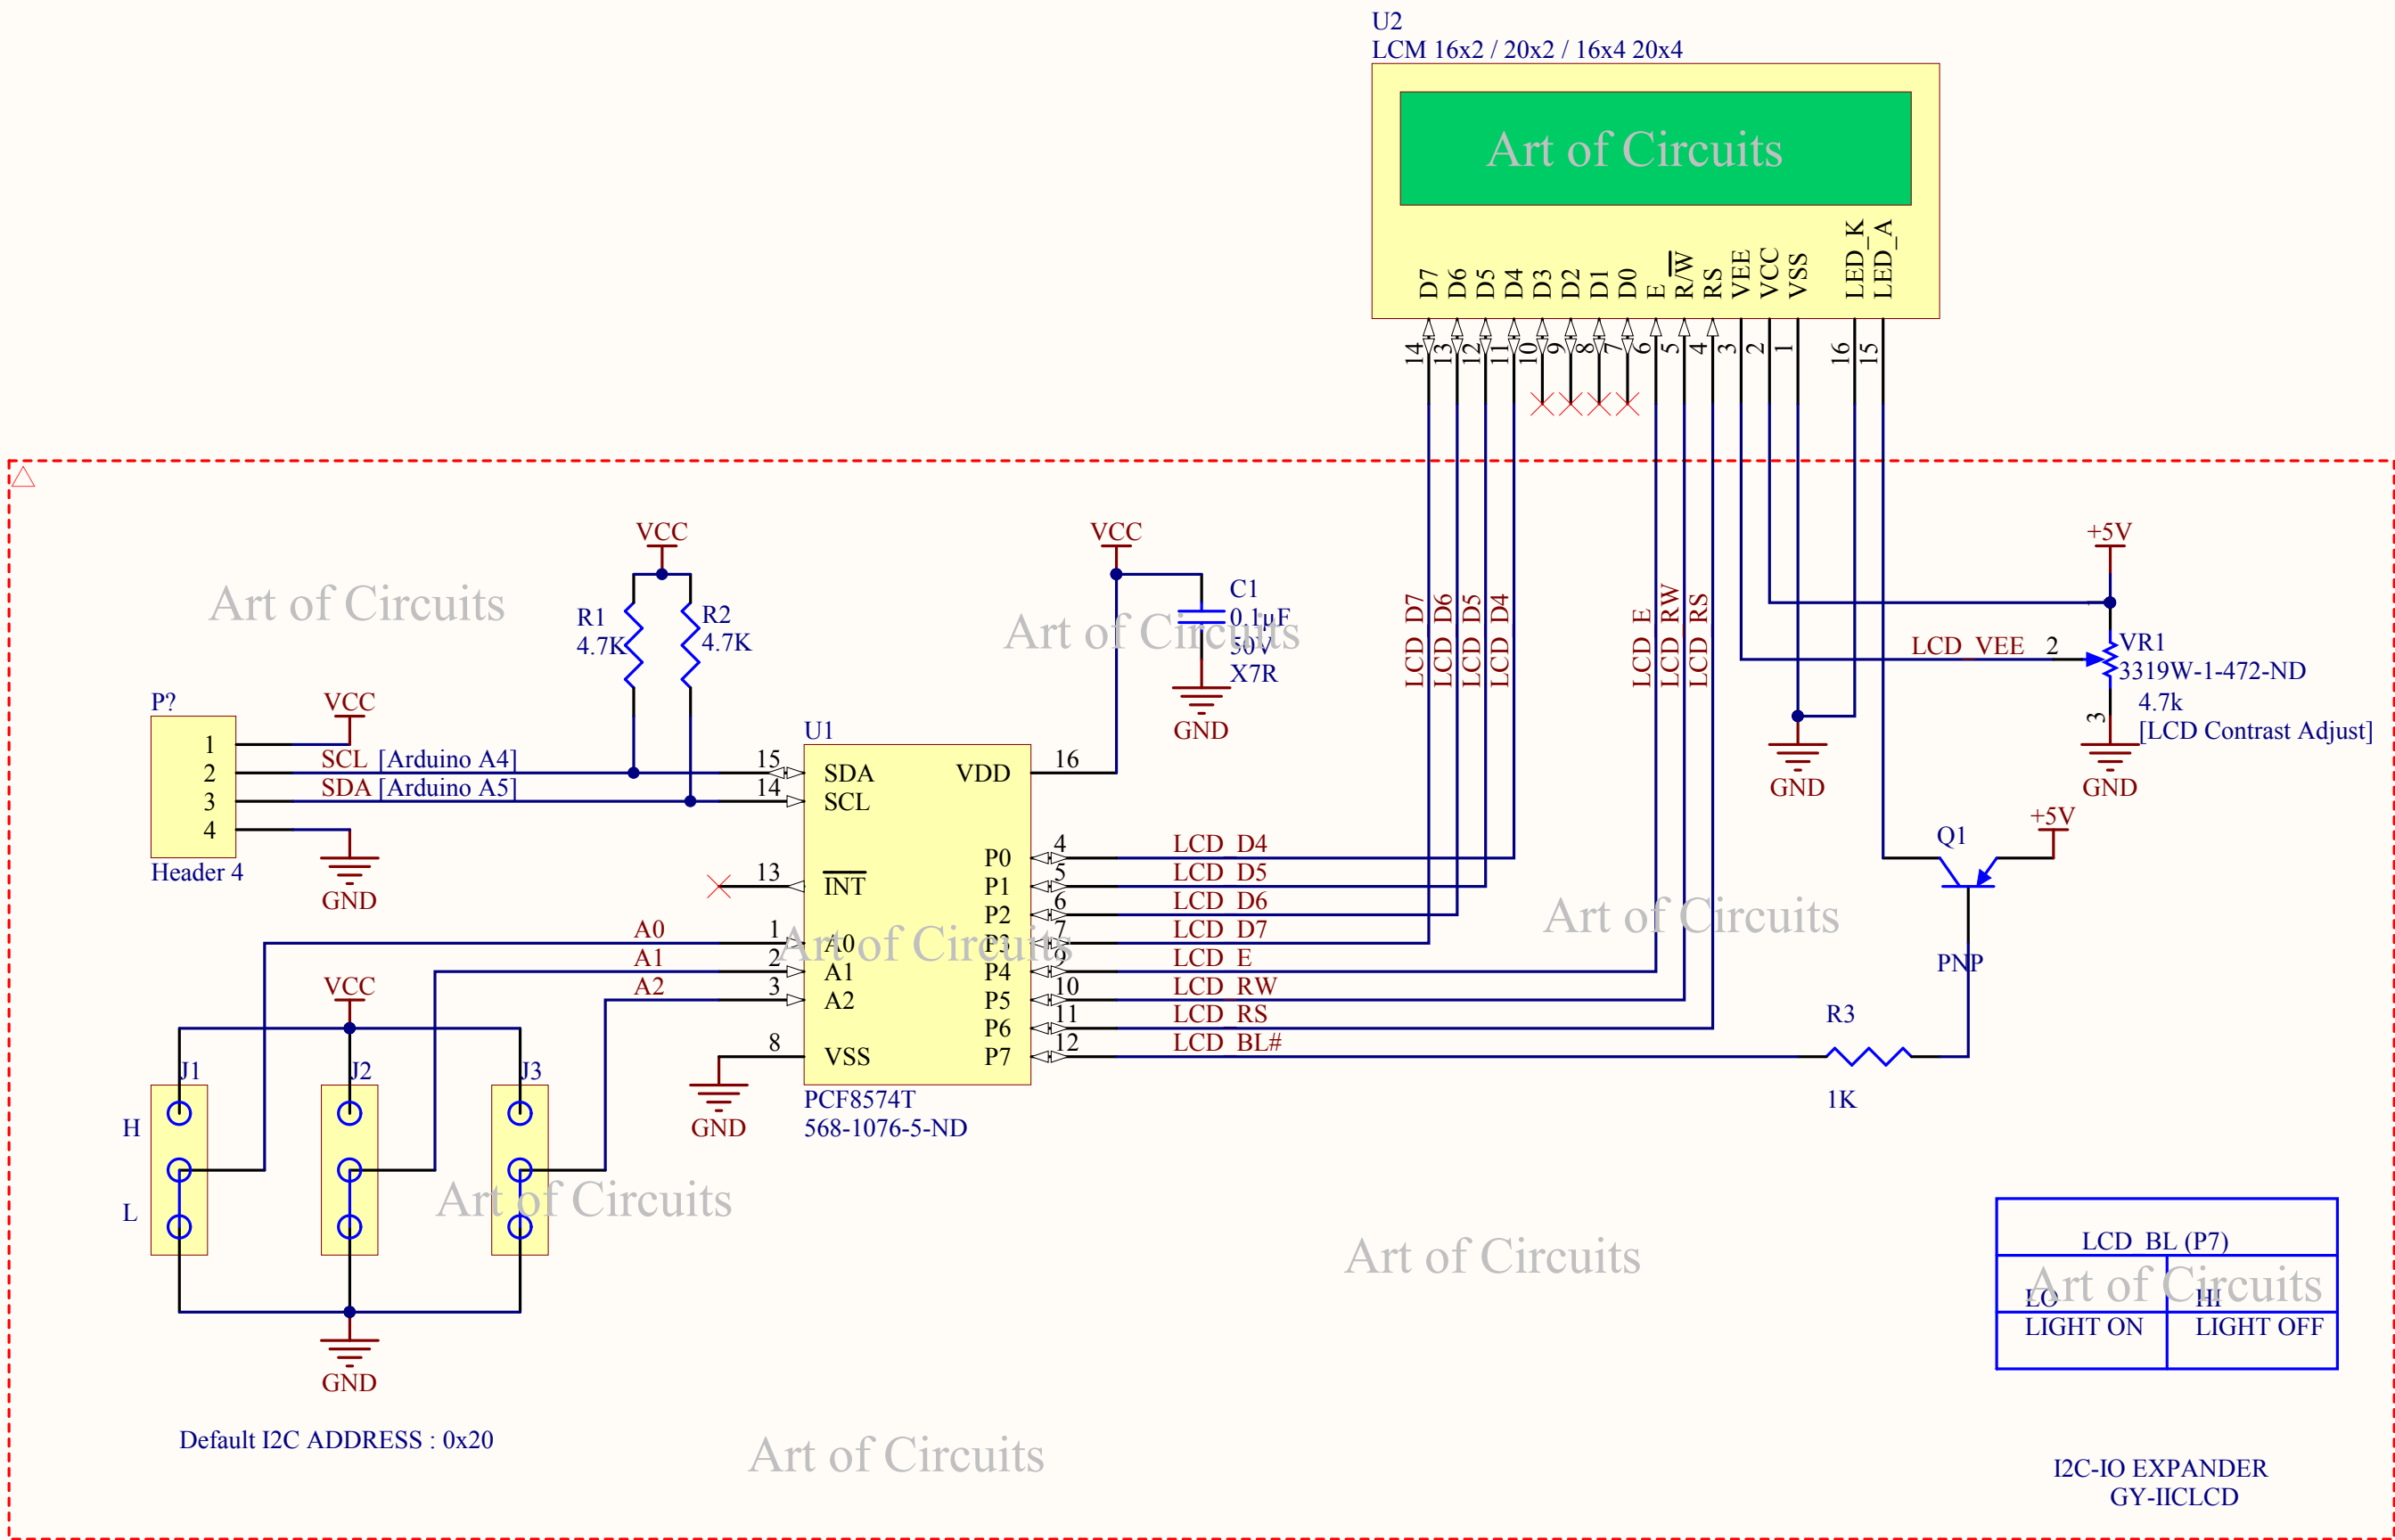 U2
LCM 16x2 / 20x2 / 16x4 20x4
Art of Circuits
D7
D6
D5
D4
D3
D2
D1
D0
E
R/W
RS
VEE
VCC
VSS
LED_K
LED_A
14
13
12
11
10
9
8
7
6
5
4
3
2
1
16
15
VCC
VCC
+5V
Art of Circuits
R1
4.7K
R2
4.7K
Art of Circuits
C1
0.1µF
50V
X7R
GND
LCD_D7
LCD_D6
LCD_D5
LCD_D4
LCD_E
LCD_RW
LCD_RS
LCD_VEE
2
VR1
3319W-1-472-ND
4.7k
[LCD Contrast Adjust]
3
GND
GND
P?
VCC
1
2
3
4
SCL [Arduino A4]
SDA [Arduino A5]
Header 4
GND
U1
15
SDA
VDD
16
14
SCL
P0
4
LCD_D4
13
INT
P1
5
LCD_D5
P2
6
LCD_D6
A0
1
A0
P3
7
LCD_D7
A1
2
A1
P4
9
LCD_E
A2
3
A2
P5
10
LCD_RW
P6
11
LCD_RS
8
VSS
P7
12
LCD_BL#
Art of Circuits
GND
PCF8574T
568-1076-5-ND
Q1
+5V
Art of Circuits
PNP
R3
1K
VCC
J1
J2
J3
H
L
Art of Circuits
GND
Default I2C ADDRESS : 0x20
Art of Circuits
Art of Circuits
LCD_BL (P7)
Art of Circuits
LO
HI
LIGHT ON
LIGHT OFF
I2C-IO EXPANDER
GY-IICLCD